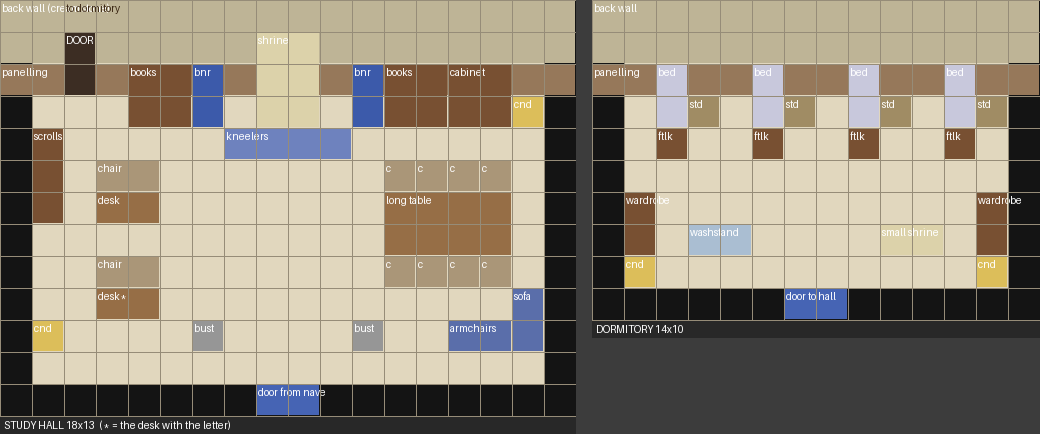 back wall (cre
to dormitory
DOOR
shrine
panelling
books
bnr
bnr
books
cabinet
cnd
scrolls
kneelers
chair
c c c c
desk
long table
chair
c c c c
desk*
sofa
cnd
bust
bust
armchairs
door from nave
STUDY HALL 18x13 (* = the desk with the letter)
back wall
panelling
bed
bed
bed
bed
std
std
std
std
ftlk
ftlk
ftlk
ftlk
wardrobe
wardrobe
washstand
small shrine
cnd
cnd
door to hall
DORMITORY 14x10